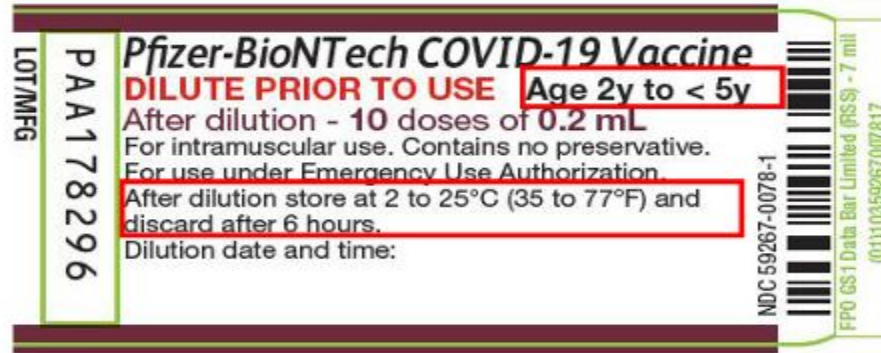 LOT/MFG
PAA178296
Pfizer-BioNTech COVID-19 Vaccine
DILUTE PRIOR TO USE Age 2y to < 5y
After dilution - 10 doses of 0.2 mL
For intramuscular use. Contains no preservative.
For use under Emergency Use Authorization.
After dilution store at 2 to 25°C (35 to 77°F) and
discard after 6 hours.
Dilution date and time:
NDC 59267-0078-1
FPO GS1 Data Bar Limited (RSS) - 7 mil
(01)10359267007817